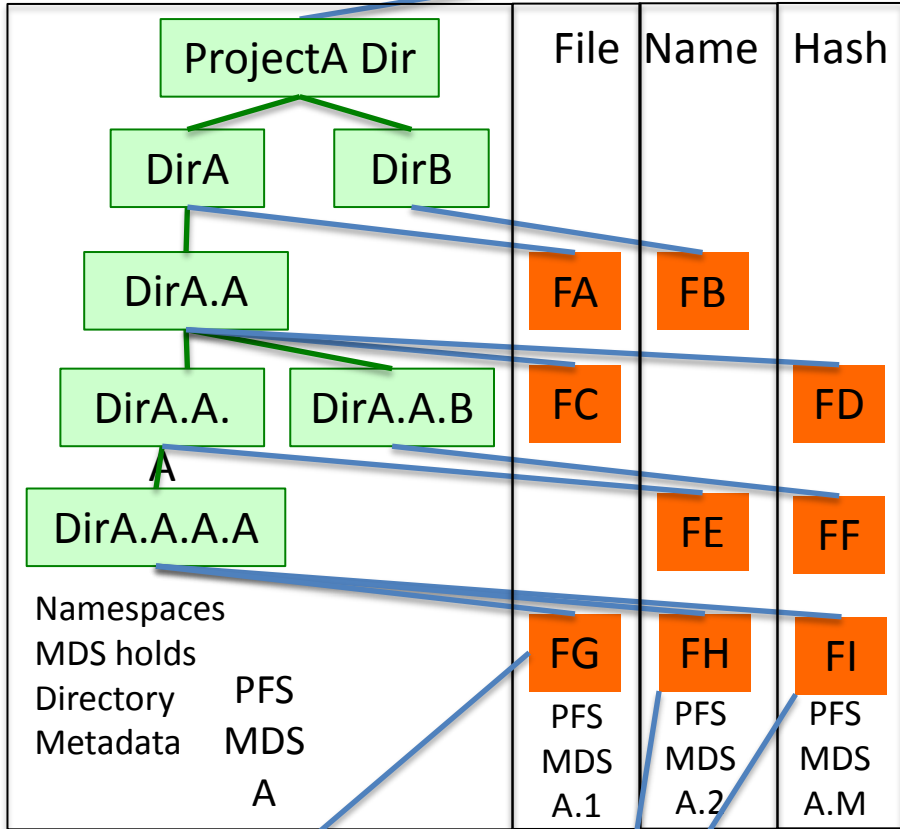 ProjectA Dir
File Name Hash
DirA
DirB
DirA.A
FA
FB
DirA.A.
A
DirA.A.B
FC
FD
DirA.A.A.A
FE
FF
Namespaces
MDS holds
Directory
Metadata
PFS
MDS
A
FG
FH
FI
PFS
MDS
A.1
PFS
MDS
A.2
PFS
MDS
A.M